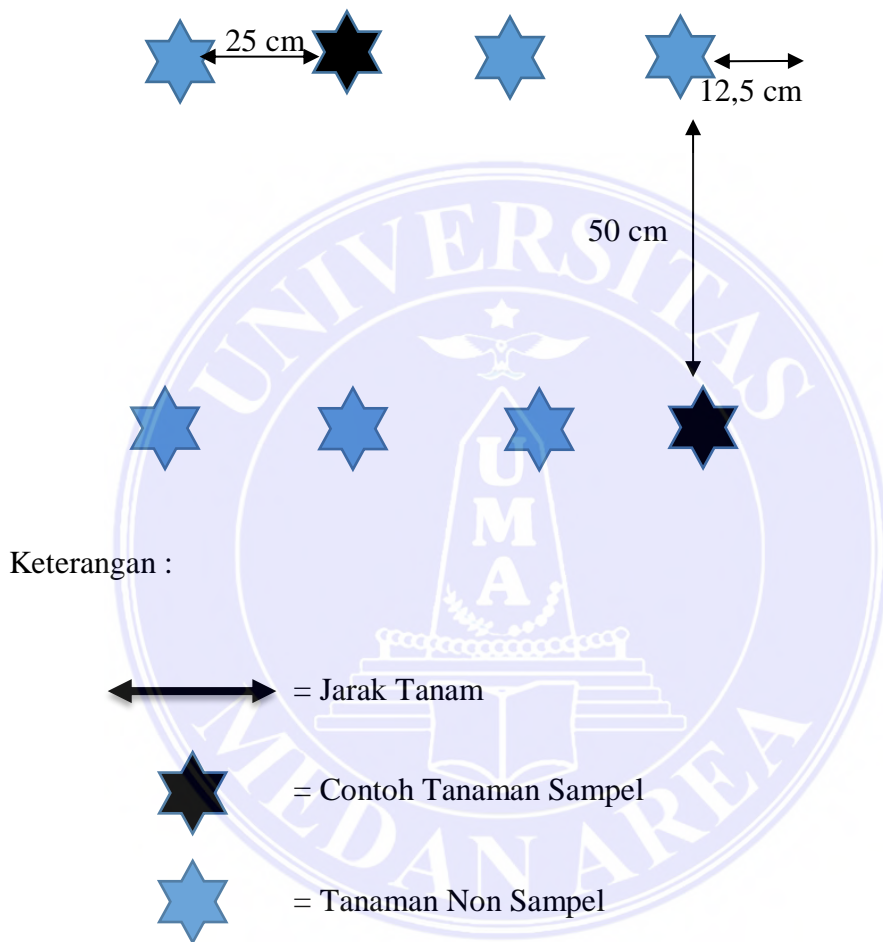 25 cm
12,5 cm
50 cm
UNIVERSITAS
UMA
Keterangan :
= Jarak Tanam
= Contoh Tanaman Sampel
= Tanaman Non Sampel
MEDAN AREA